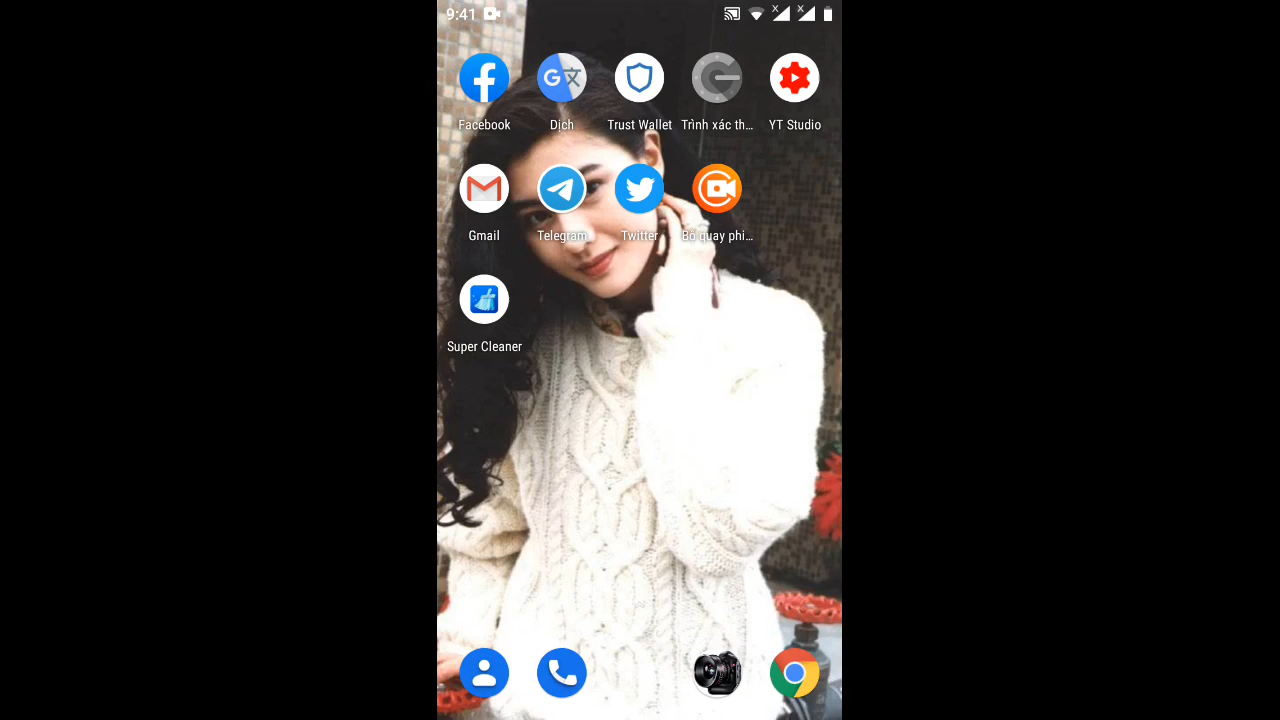 9:41
Facebook
Dịch
Trust Wallet
Trình xác th…
YT Studio
Gmail
Telegram
Twitter
Bộ quay phi…
Super Cleaner